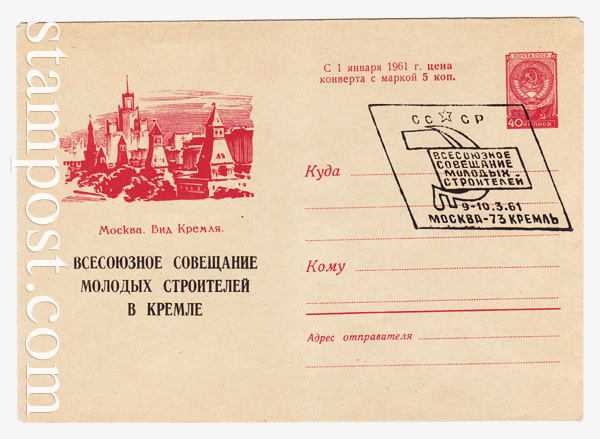 С 1 января 1961 г. цена
конверта с маркой 5 коп.
ПОЧТА СССР
40 КОПЕЕК
СССР
ВСЕСОЮЗНОЕ
СОВЕЩАНИЕ
МОЛОДЫХ
СТРОИТЕЛЕЙ
9-10.3.61
МОСКВА-73 КРЕМЛЬ
Куда
Кому
Адрес отправителя
Москва. Вид Кремля.
ВСЕСОЮЗНОЕ СОВЕЩАНИЕ
МОЛОДЫХ СТРОИТЕЛЕЙ
В КРЕМЛЕ
stampost.com
stampost.com